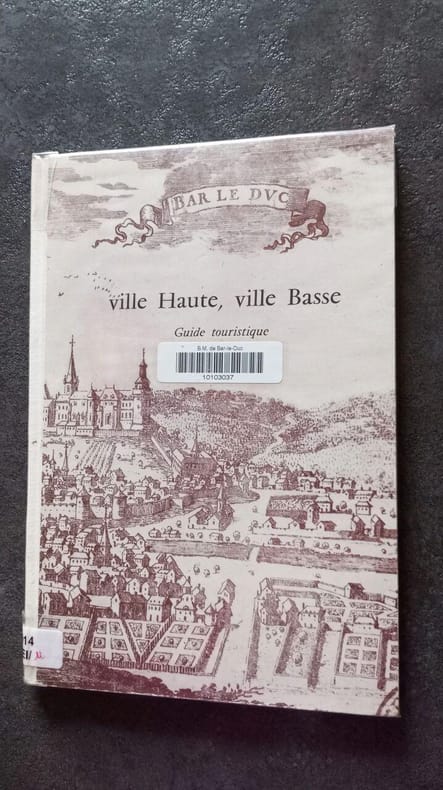 BAR LE DVC
ville Haute, ville Basse
Guide touristique
B.M. de Bar-le-Duc
10103037
14